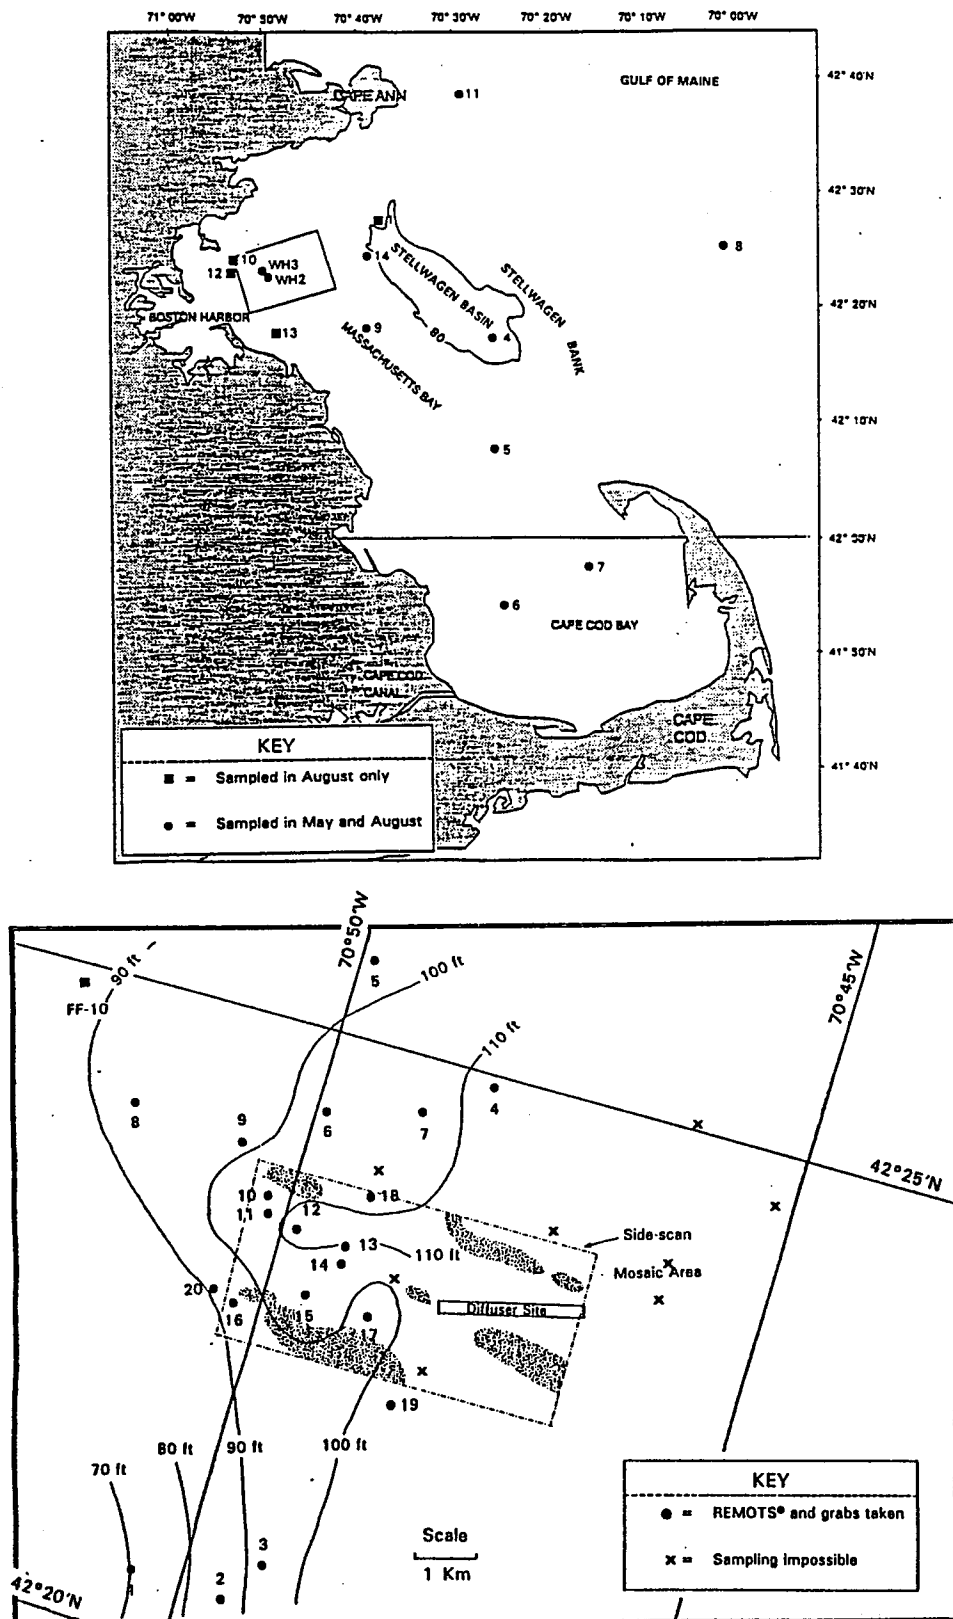 71° 00'W
70° 50'W
70° 40'W
70° 30'W
70° 20'W
70° 10'W
70° 00'W
GULF OF MAINE
42° 40'N
CAPE ANN
11
42° 30'N
1
8
10
WH3
14
12
WH2
STELLWAGEN BASIN
STELLWAGEN
BANK
42° 20'N
BOSTON HARBOR
13
9
80
4
MASSACHUSETTS BAY
42° 10'N
5
7
6
CAPE COD BAY
41° 50'N
CAPE COD
CANAL
CAPE
COD
41° 40'N
KEY
■ = Sampled in August only
● = Sampled in May and August
70°50'W
90 ft
5
100 ft
70°45'W
FF-10
110 ft
8
9
6
7
4
42°25'N
10
18
11
12
Side-scan
13
110 ft
14
Mosaic Area
20
16
15
17
Diffuser Site
19
70 ft
80 ft
90 ft
100 ft
KEY
● = REMOTS® and grabs taken
x = Sampling impossible
Scale
1 Km
3
2
1
42°20'N